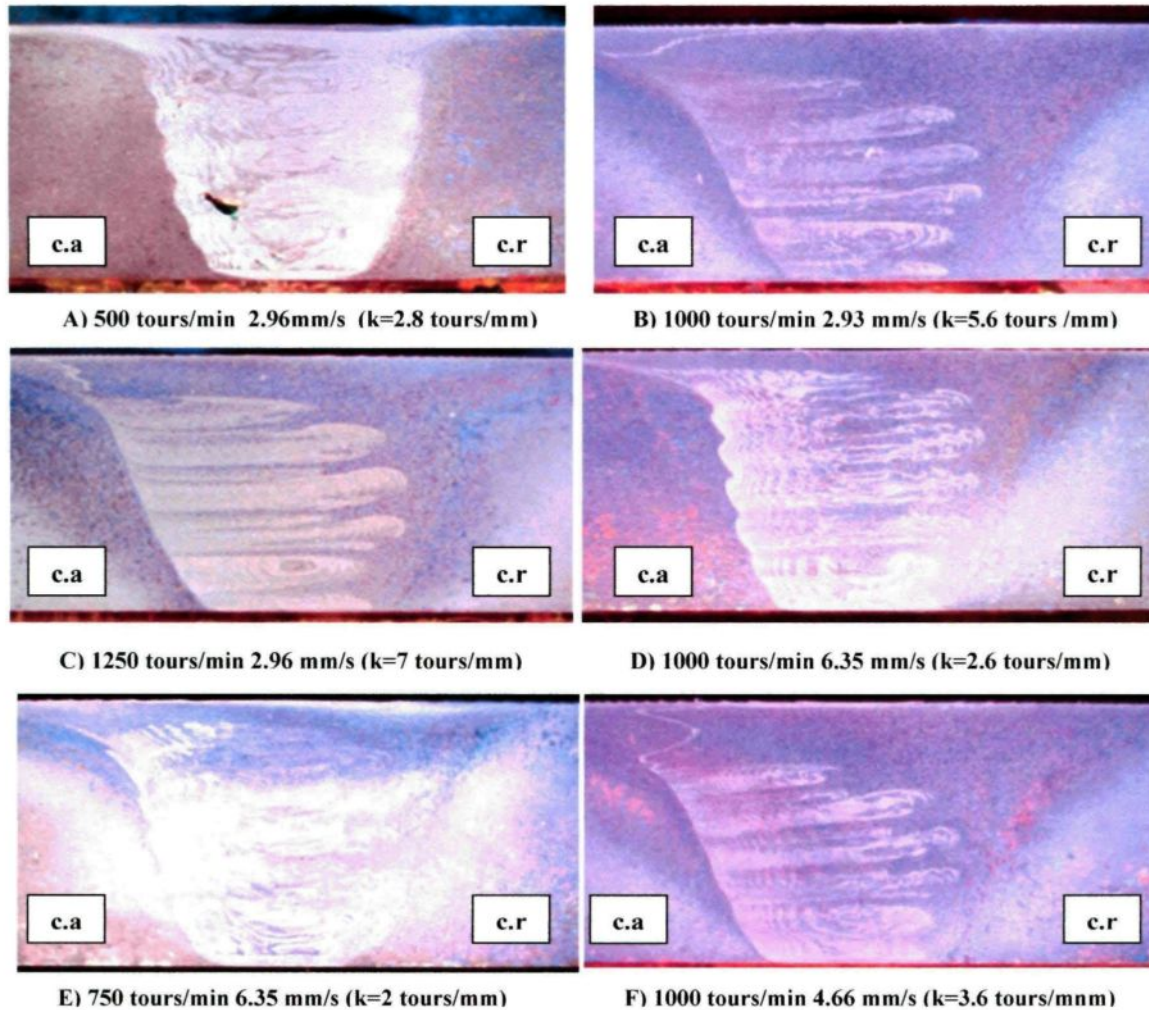 c.a
c.r
c.a
c.r
A) 500 tours/min 2.96mm/s (k=2.8 tours/mm)
B) 1000 tours/min 2.93 mm/s (k=5.6 tours /mm)
c.a
c.r
c.a
c.r
C) 1250 tours/min 2.96 mm/s (k=7 tours/mm)
D) 1000 tours/min 6.35 mm/s (k=2.6 tours/mm)
c.a
c.r
c.a
c.r
E) 750 tours/min 6.35 mm/s (k=2 tours/mm)
F) 1000 tours/min 4.66 mm/s (k=3.6 tours/mnm)